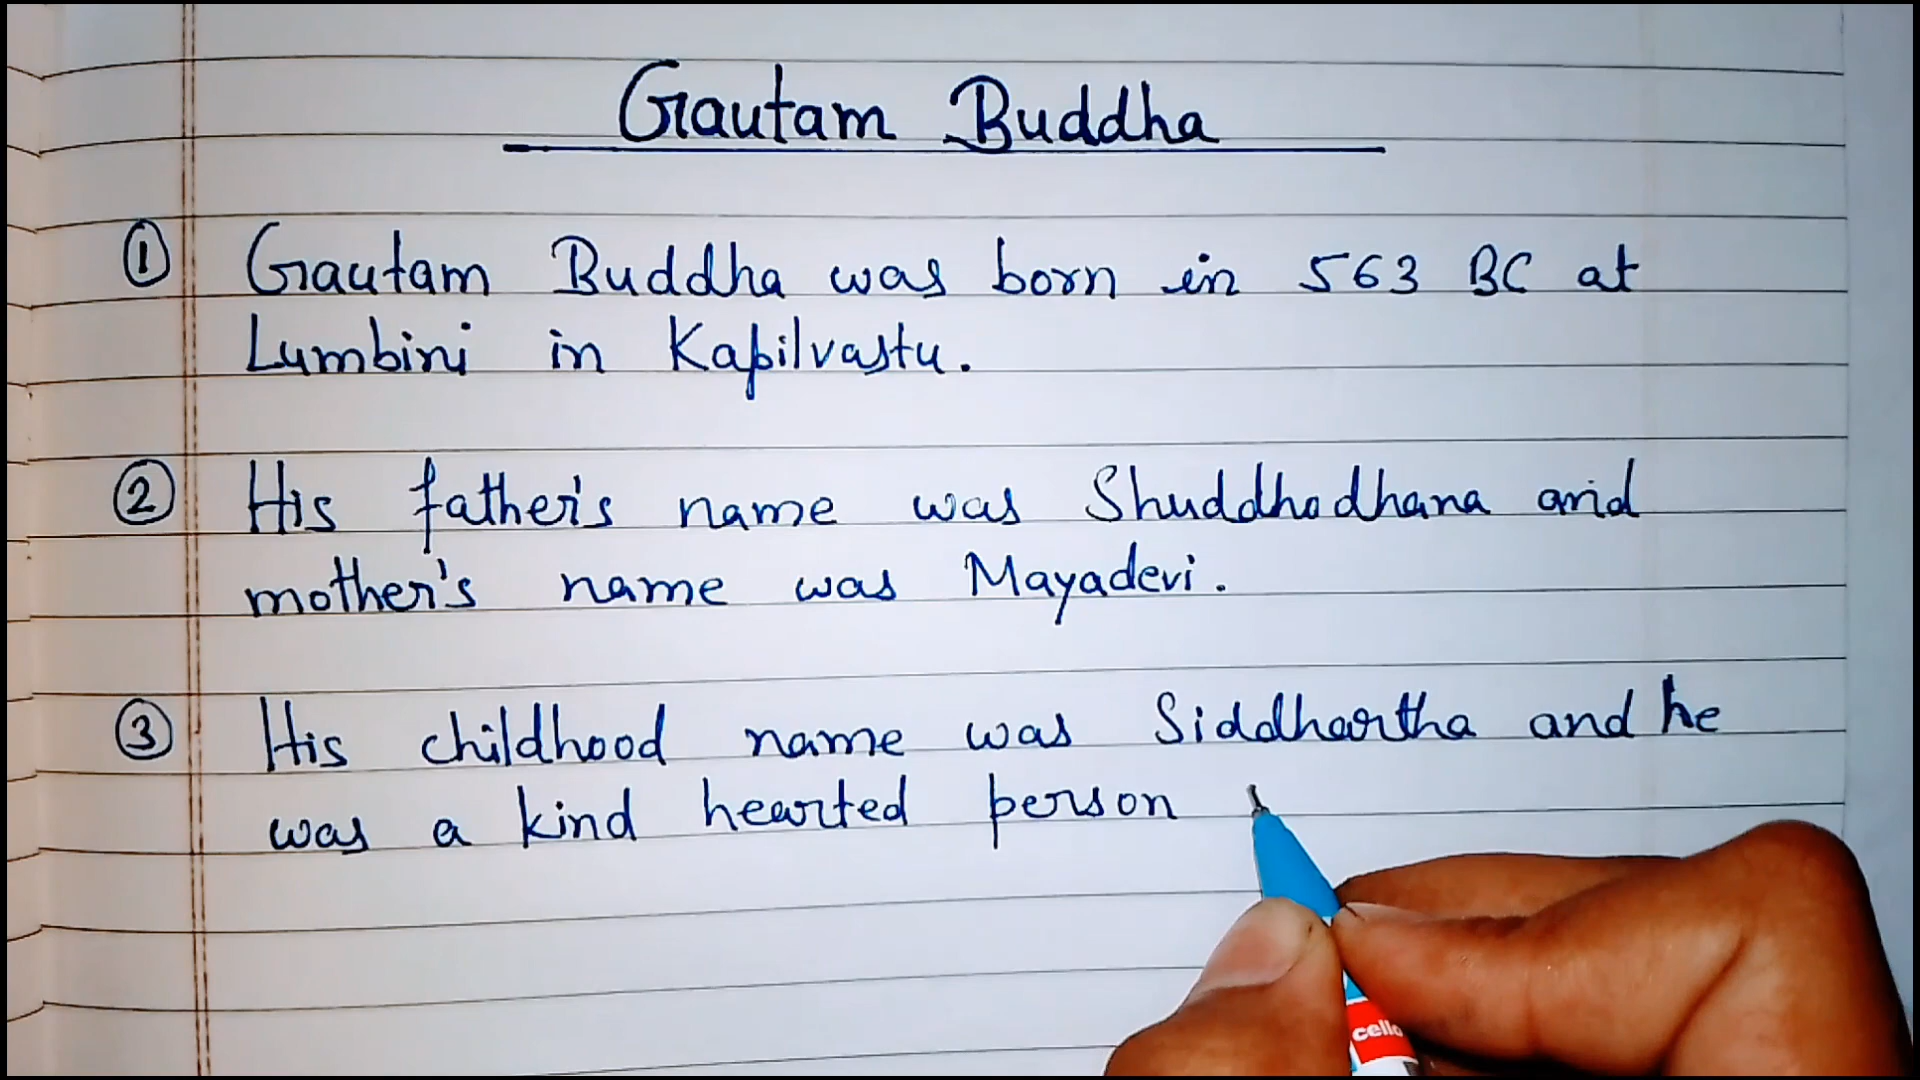 Gautam Buddha
① Gautam Buddha was born in 563 BC at
Lumbini in Kapilvastu.
② His father's name was Shuddhodhana and
mother's name was Mayadevi.
③ His childhood name was Siddhartha and he
was a kind hearted person
cello